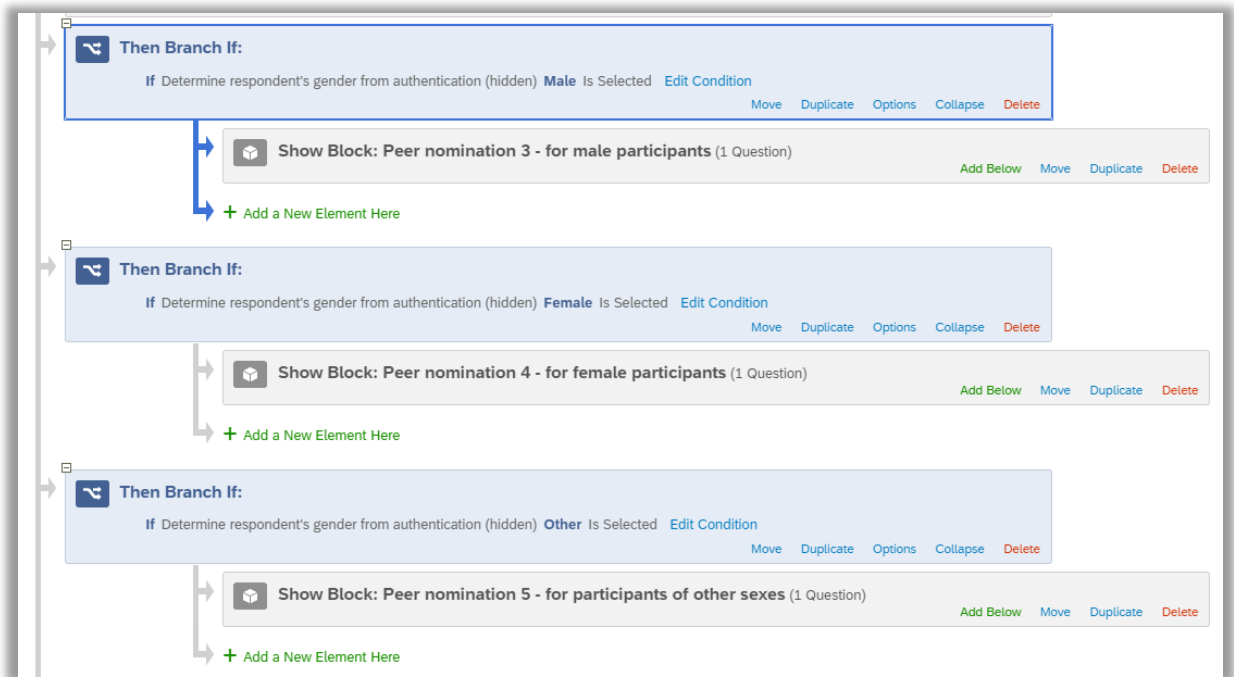 Then Branch If:
If Determine respondent's gender from authentication (hidden) Male Is Selected Edit Condition
Move Duplicate Options Collapse Delete
Show Block: Peer nomination 3 - for male participants (1 Question)
Add Below Move Duplicate Delete
+ Add a New Element Here
Then Branch If:
If Determine respondent's gender from authentication (hidden) Female Is Selected Edit Condition
Move Duplicate Options Collapse Delete
Show Block: Peer nomination 4 - for female participants (1 Question)
Add Below Move Duplicate Delete
+ Add a New Element Here
Then Branch If:
If Determine respondent's gender from authentication (hidden) Other Is Selected Edit Condition
Move Duplicate Options Collapse Delete
Show Block: Peer nomination 5 - for participants of other sexes (1 Question)
Add Below Move Duplicate Delete
+ Add a New Element Here